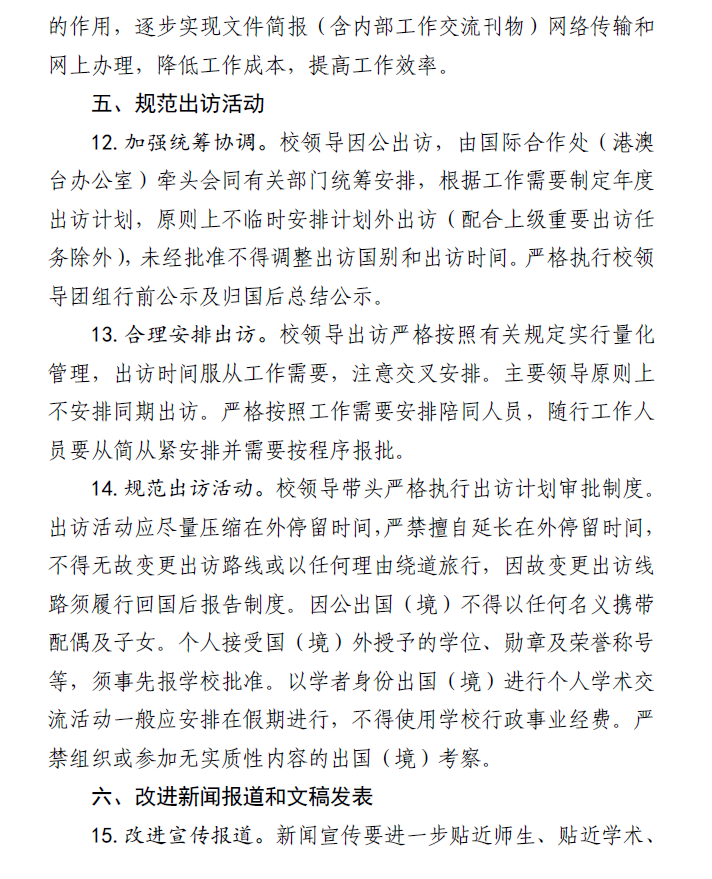 的作用，逐步实现文件简报（含内部工作交流刊物）网络传输和
网上办理，降低工作成本，提高工作效率。
五、规范出访活动
12.加强统筹协调。校领导因公出访，由国际合作处（港澳
台办公室）牵头会同有关部门统筹安排，根据工作需要制定年度
出访计划，原则上不临时安排计划外出访（配合上级重要出访任
务除外），未经批准不得调整出访国别和出访时间。严格执行校领
导团组行前公示及归国后总结公示。
13.合理安排出访。校领导出访严格按照有关规定实行量化
管理，出访时间服从工作需要，注意交叉安排。主要领导原则上
不安排同期出访。严格按照工作需要安排陪同人员，随行工作人
员要从简从紧安排并需要按程序报批。
14.规范出访活动。校领导带头严格执行出访计划审批制度。
出访活动应尽量压缩在外停留时间，严禁擅自延长在外停留时间，
不得无故变更出访路线或以任何理由绕道旅行，因故变更出访线
路须履行回国后报告制度。因公出国（境）不得以任何名义携带
配偶及子女。个人接受国（境）外授予的学位、勋章及荣誉称号
等，须事先报学校批准。以学者身份出国（境）进行个人学术交
流活动一般应安排在假期进行，不得使用学校行政事业经费。严
禁组织或参加无实质性内容的出国（境）考察。
六、改进新闻报道和文稿发表
15.改进宣传报道。新闻宣传要进一步贴近师生、贴近学术、